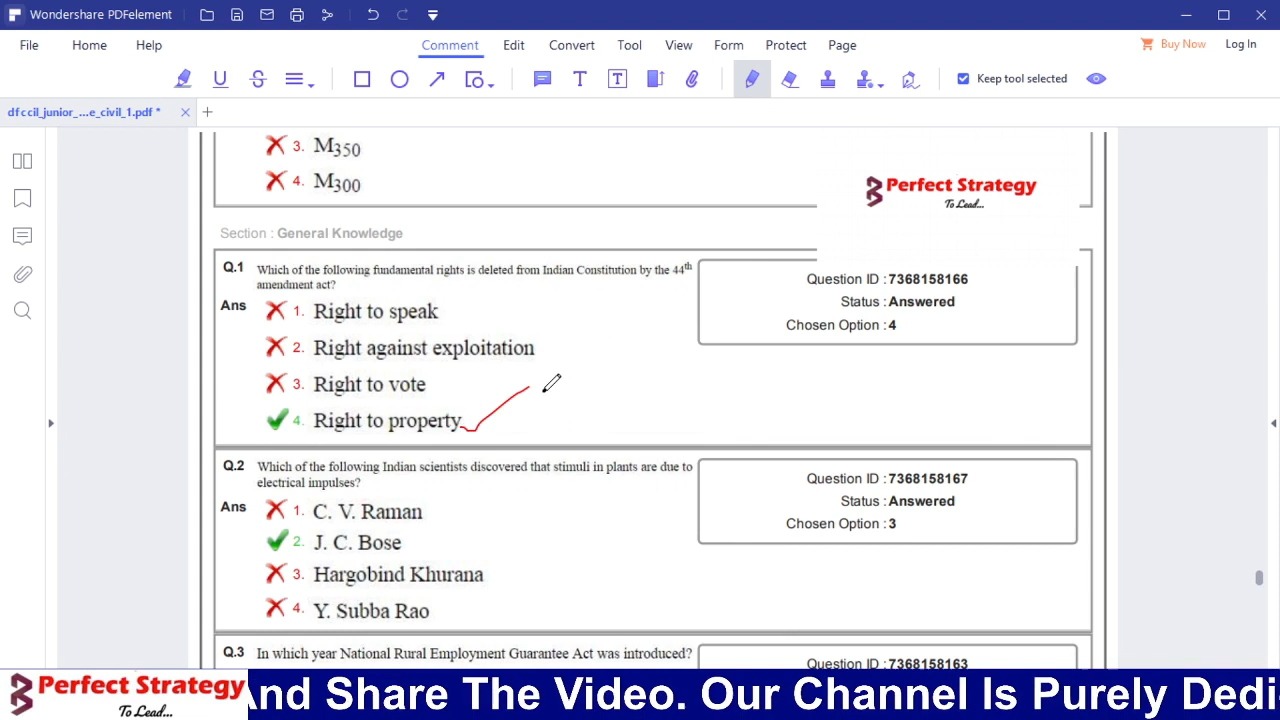 Wondershare PDFelement
File Home Help Comment Edit Convert Tool View Form Protect Page Buy Now Log In
Keep tool selected
dfccil_junior_...e_civil_1.pdf *
3. M350
4. M300
Perfect Strategy
To Lead...
Section : General Knowledge
Q.1 Which of the following fundamental rights is deleted from Indian Constitution by the 44th
amendment act?
Ans 1. Right to speak
2. Right against exploitation
3. Right to vote
4. Right to property
Question ID : 7368158166
Status : Answered
Chosen Option : 4
Q.2 Which of the following Indian scientists discovered that stimuli in plants are due to
electrical impulses?
Ans 1. C. V. Raman
2. J. C. Bose
3. Hargobind Khurana
4. Y. Subba Rao
Question ID : 7368158167
Status : Answered
Chosen Option : 3
Q.3 In which year National Rural Employment Guarantee Act was introduced?
Question ID : 7368158163
Perfect Strategy
To Lead...
And Share The Video. Our Channel Is Purely Dedi